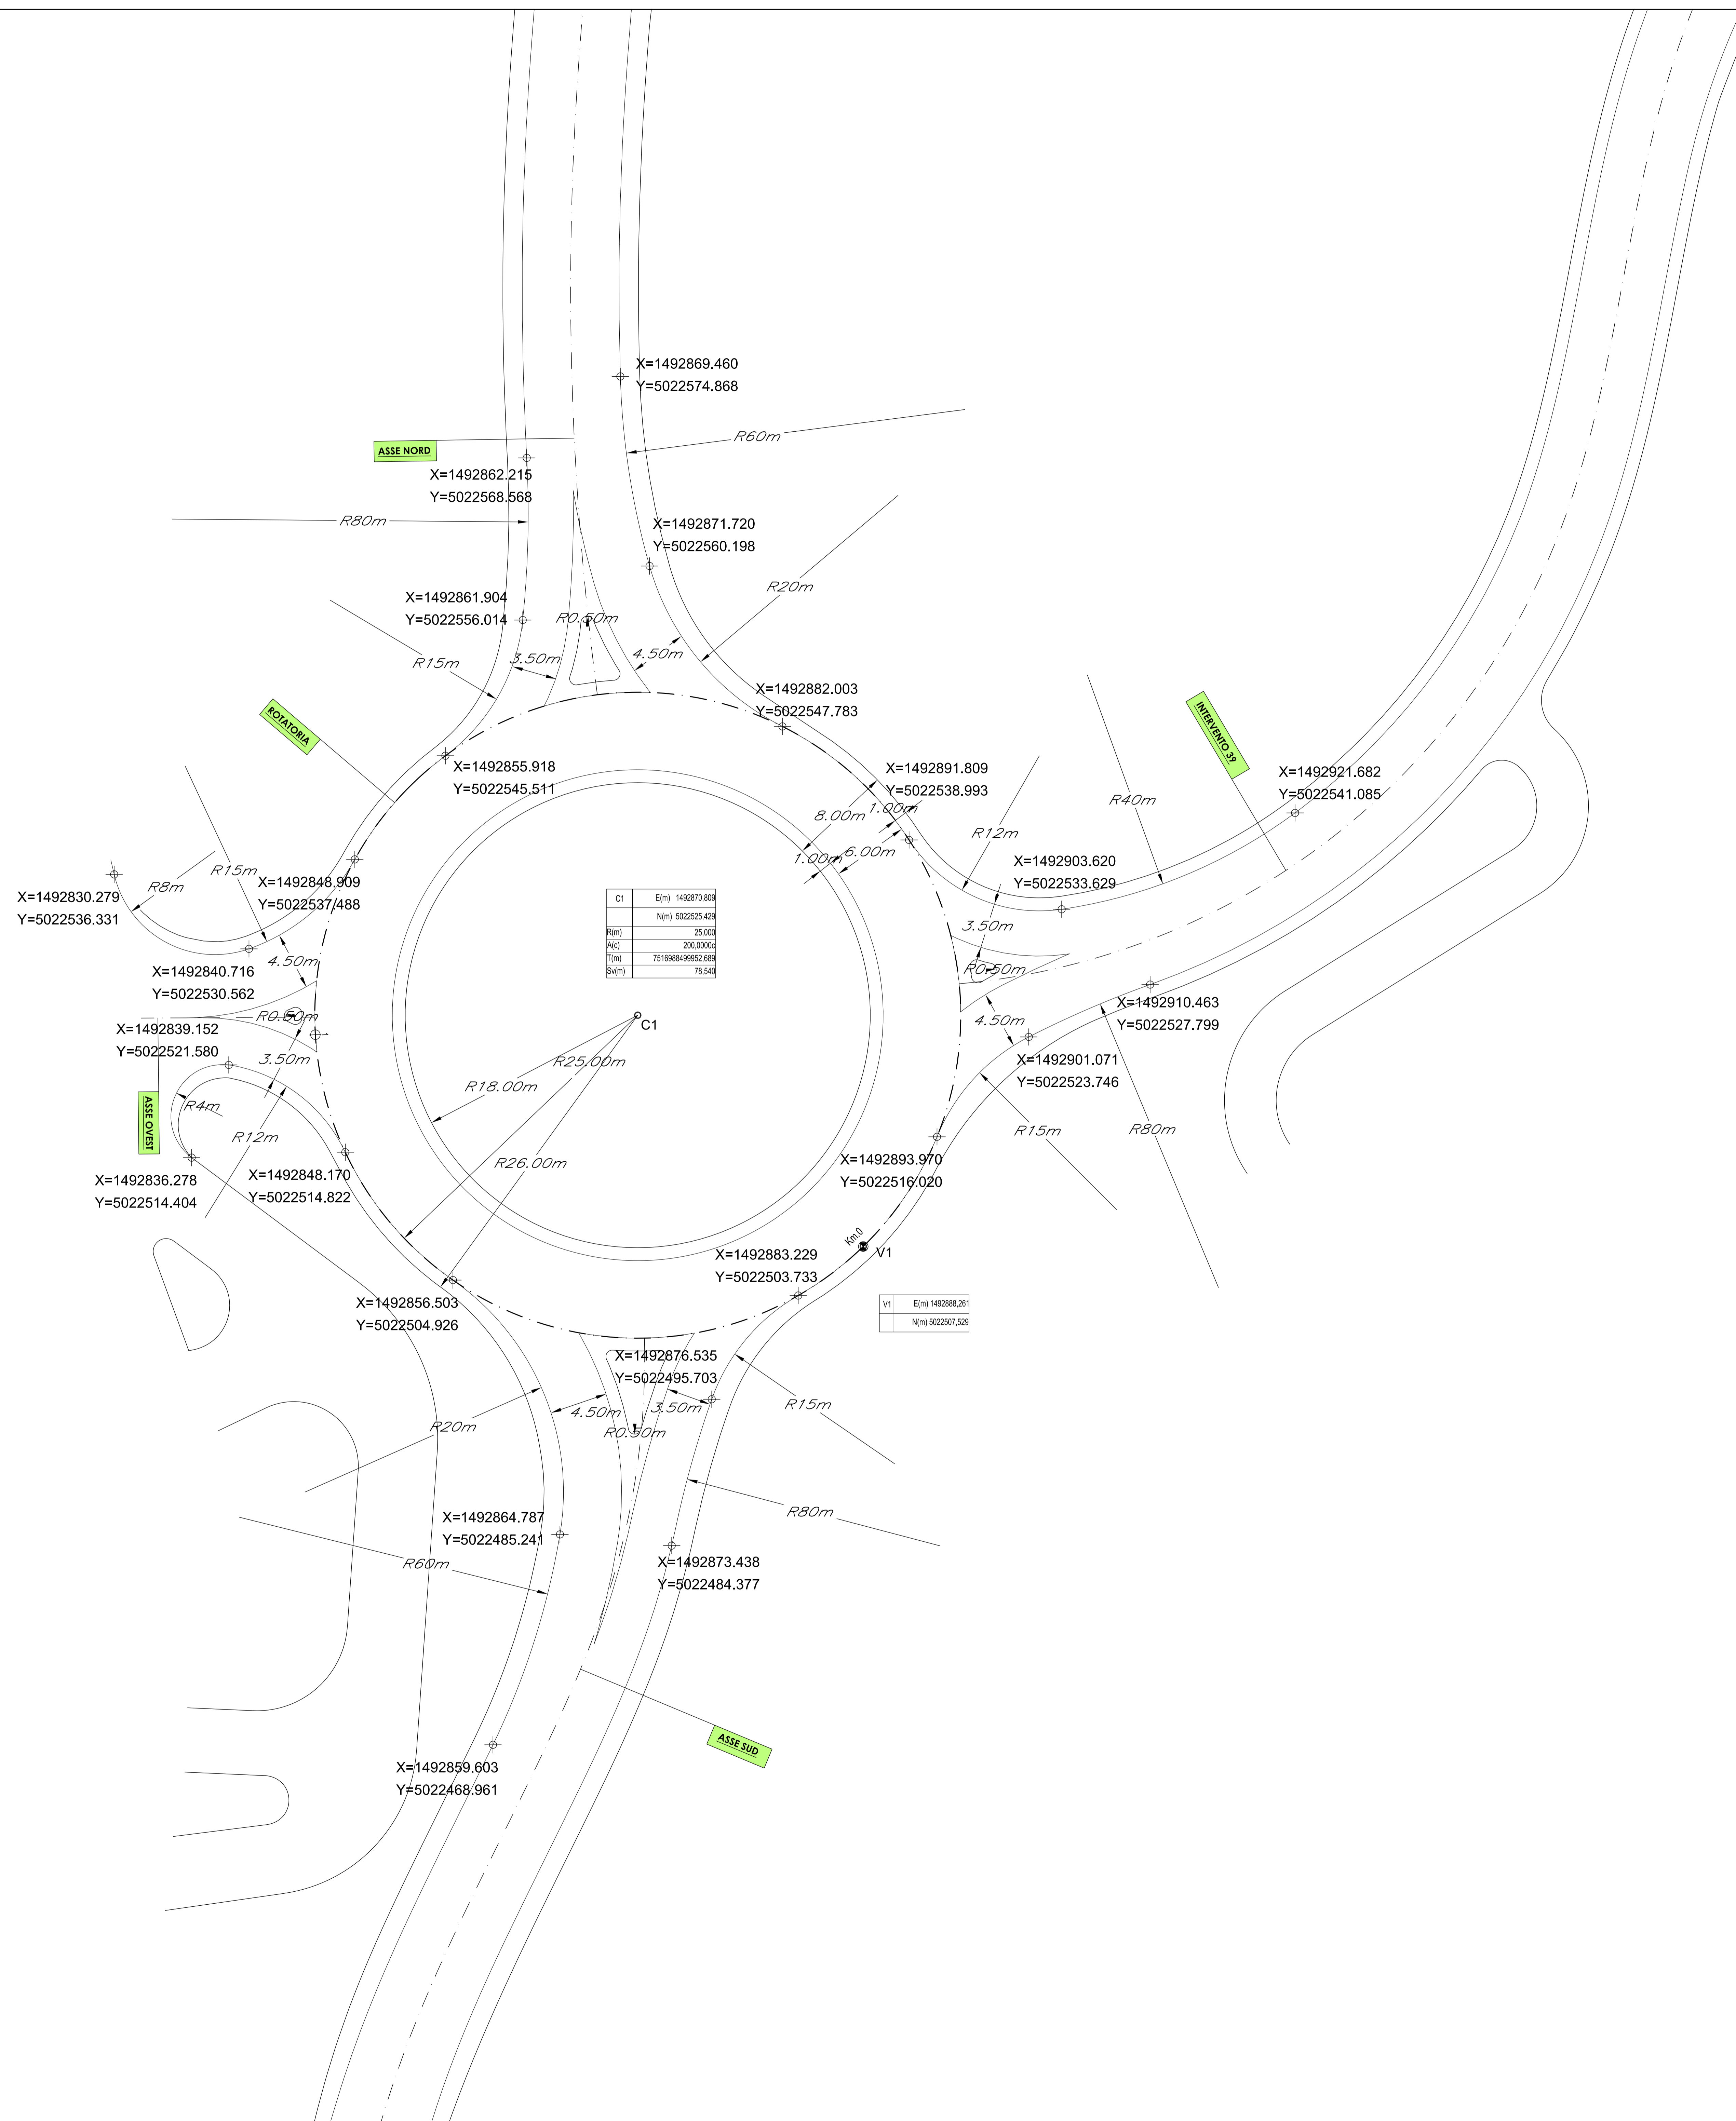 X=1492869.460
Y=5022574.868
R60m
ASSE NORD
X=1492862.215
Y=5022568.568
R80m
X=1492871.720
Y=5022560.198
R20m
X=1492861.904
Y=5022556.014
R0.50m
R15m
3.50m
4.50m
X=1492882.003
Y=5022547.783
ROTATORIA
INTERVENTO 39
X=1492855.918
Y=5022545.511
X=1492891.809
Y=5022538.993
X=1492921.682
Y=5022541.085
R40m
8.00m
1.00m
R12m
1.00m
6.00m
X=1492903.620
Y=5022533.629
R15m
R8m
X=1492848.909
Y=5022537.488
X=1492830.279
Y=5022536.331
C1 E(m) 1492870,809
N(m) 5022525,429
R(m) 25,000
A(c) 200,0000c
T(m) 7516988499952,689
Sv(m) 78,540
3.50m
4.50m
R0.50m
X=1492840.716
Y=5022530.562
X=1492910.463
Y=5022527.799
R0.50m
C1
4.50m
X=1492839.152
Y=5022521.580
3.50m
R25.00m
X=1492901.071
Y=5022523.746
R18.00m
ASSE OVEST
R4m
R12m
R15m
R80m
R26.00m
X=1492893.970
Y=5022516.020
X=1492836.278
Y=5022514.404
X=1492848.170
Y=5022514.822
Km.0
V1
X=1492883.229
Y=5022503.733
V1 E(m) 1492888,261
N(m) 5022507,529
X=1492856.503
Y=5022504.926
X=1492876.535
Y=5022495.703
R15m
4.50m
3.50m
R20m
R0.50m
R80m
X=1492864.787
Y=5022485.241
R60m
X=1492873.438
Y=5022484.377
ASSE SUD
X=1492859.603
Y=5022468.961